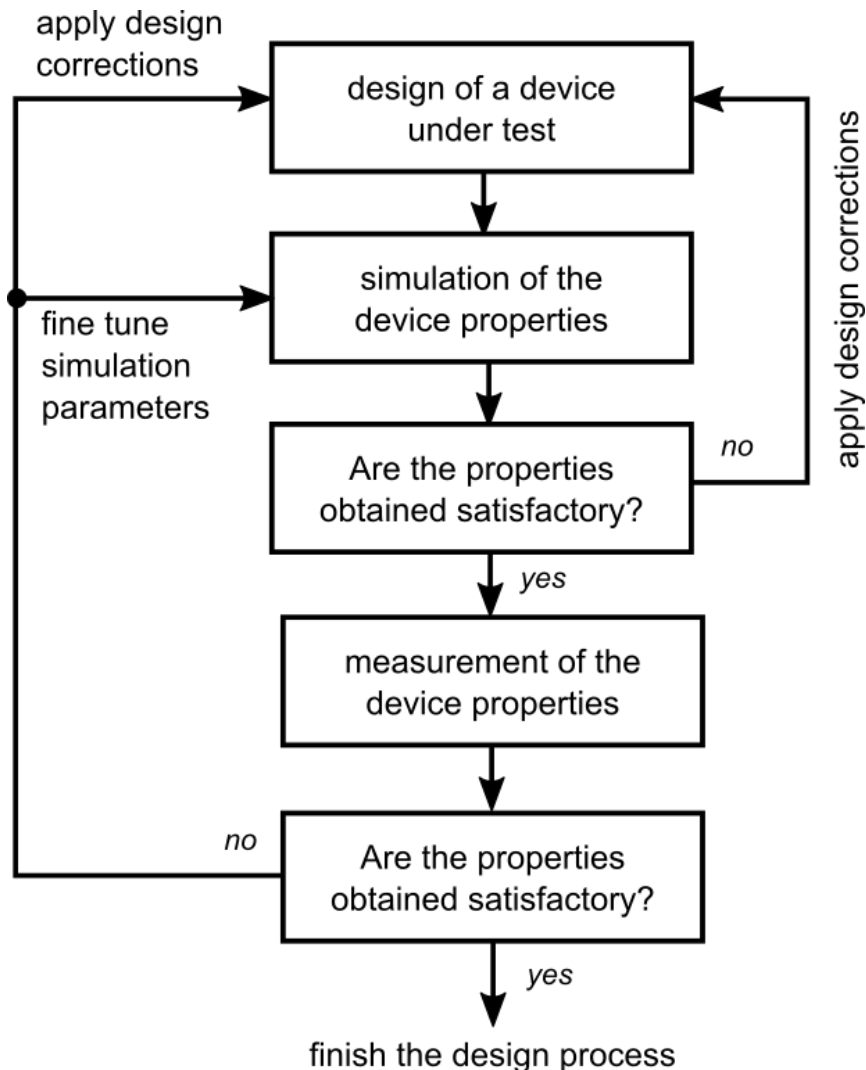 apply design
corrections
design of a device
under test
simulation of the
device properties
fine tune
simulation
parameters
apply design corrections
Are the properties
obtained satisfactory?
no
yes
measurement of the
device properties
Are the properties
obtained satisfactory?
no
yes
finish the design process